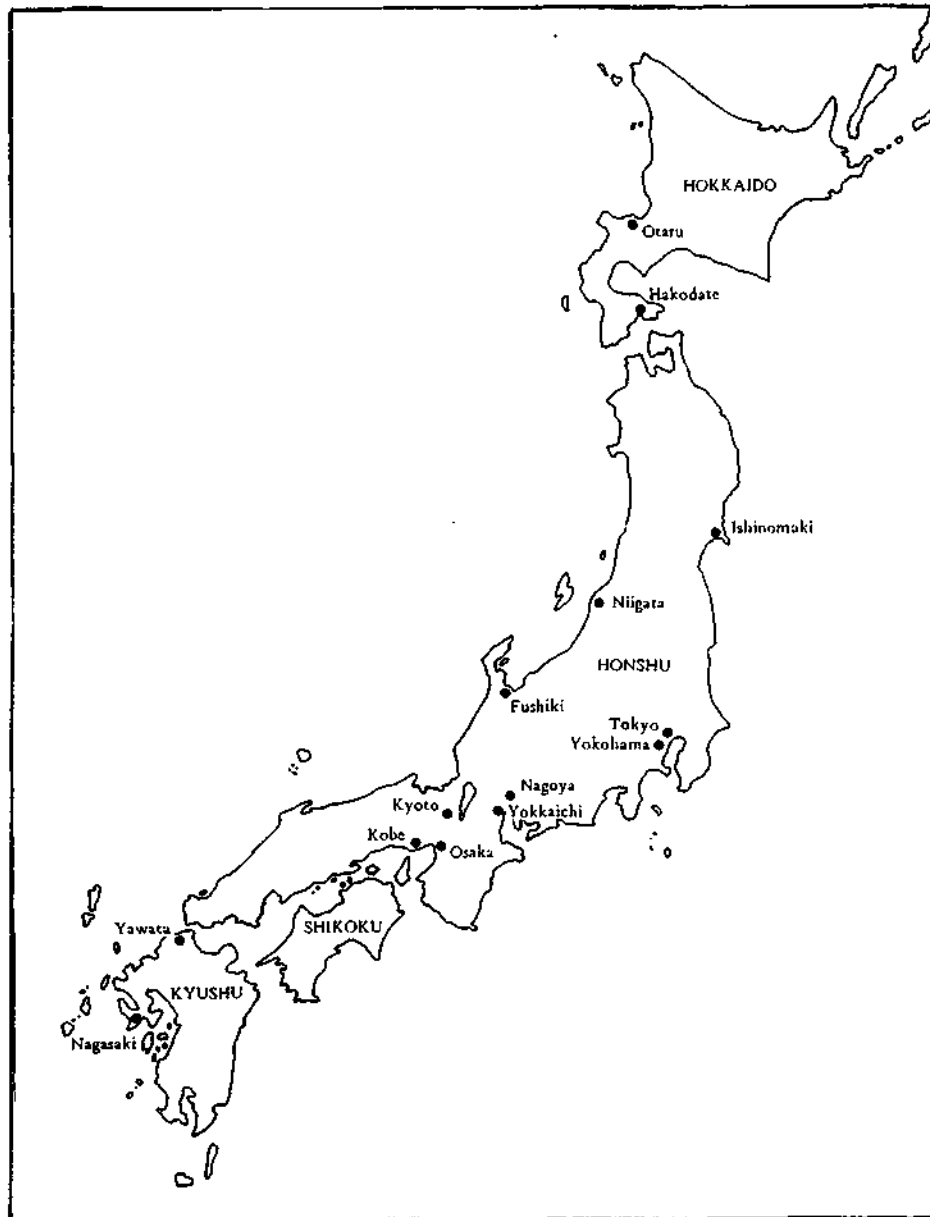 HOKKAIDO
Otaru
Hakodate
Ishinomaki
Niigata
HONSHU
Fushiki
Tokyo
Yokohama
Nagoya
Kyoto
Yokkaichi
Kobe
Osaka
SHIKOKU
Yawata
KYUSHU
Nagasaki